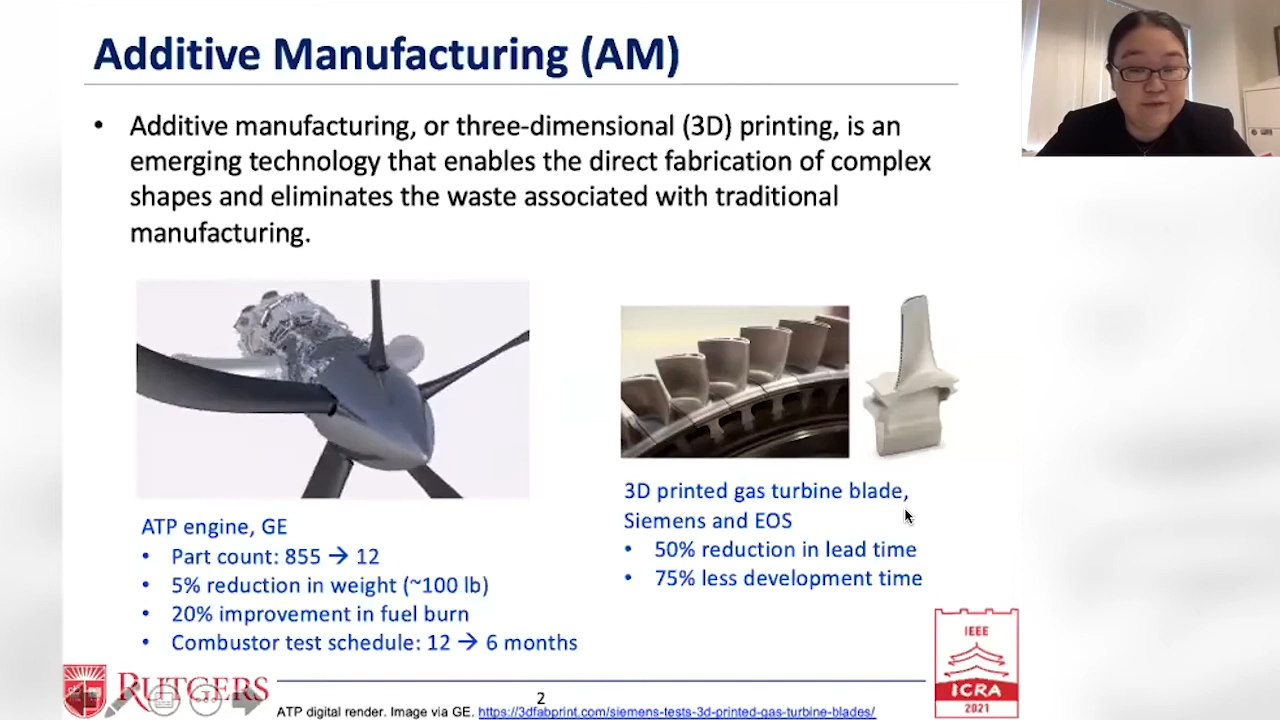 Additive Manufacturing (AM)
• Additive manufacturing, or three-dimensional (3D) printing, is an
emerging technology that enables the direct fabrication of complex
shapes and eliminates the waste associated with traditional
manufacturing.
ATP engine, GE
• Part count: 855 → 12
• 5% reduction in weight (~100 lb)
• 20% improvement in fuel burn
• Combustor test schedule: 12 → 6 months
3D printed gas turbine blade,
Siemens and EOS
• 50% reduction in lead time
• 75% less development time
RUTGERS
2
ATP digital render. Image via GE. https://3dfabprint.com/siemens-tests-3d-printed-gas-turbine-blades/
IEEE
ICRA
2021